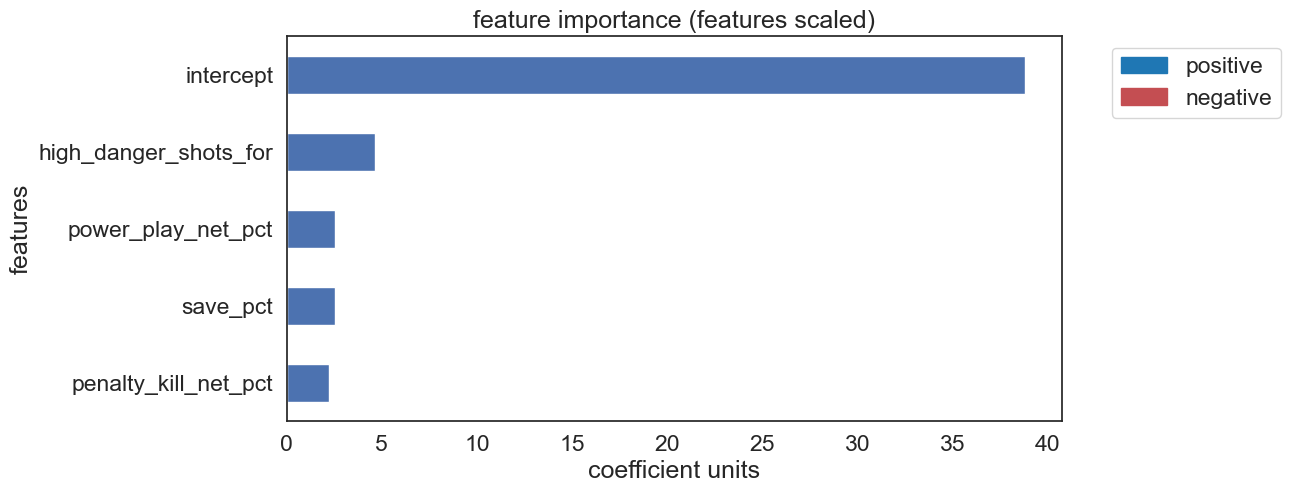 feature importance (features scaled)
positive
negative
intercept
high_danger_shots_for
power_play_net_pct
save_pct
penalty_kill_net_pct
features
0 5 10 15 20 25 30 35 40
coefficient units